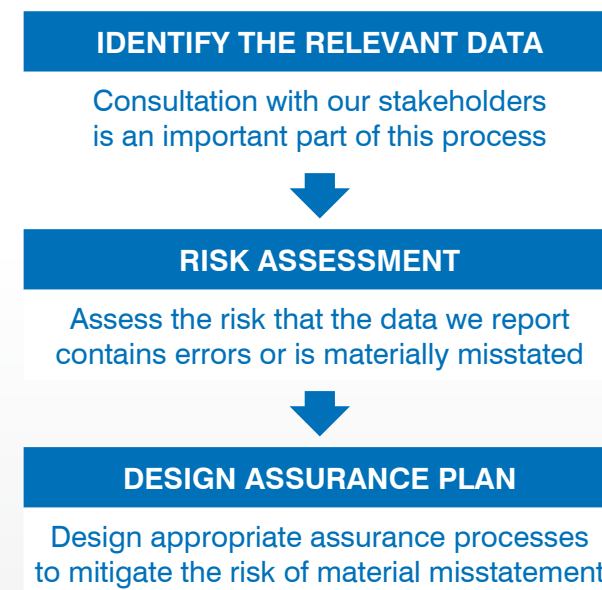 IDENTIFY THE RELEVANT DATA
Consultation with our stakeholders
is an important part of this process
RISK ASSESSMENT
Assess the risk that the data we report
contains errors or is materially misstated
DESIGN ASSURANCE PLAN
Design appropriate assurance processes
to mitigate the risk of material misstatement